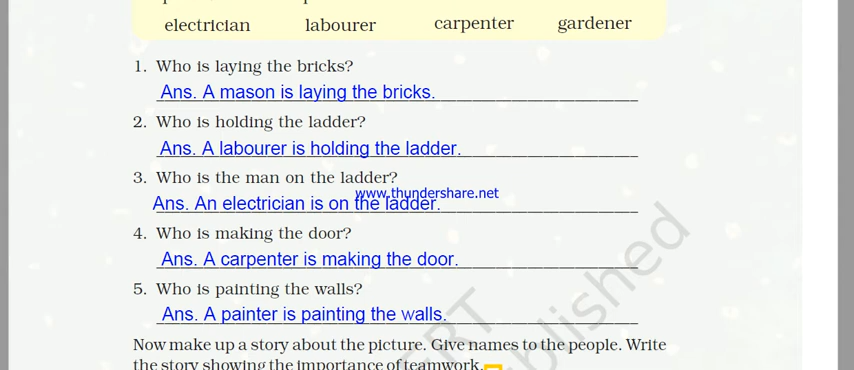 electrician labourer carpenter gardener
1. Who is laying the bricks?
Ans. A mason is laying the bricks.
2. Who is holding the ladder?
Ans. A labourer is holding the ladder.
3. Who is the man on the ladder?
www.thundershare.net
Ans. An electrician is on the ladder.
4. Who is making the door?
Ans. A carpenter is making the door.
5. Who is painting the walls?
Ans. A painter is painting the walls.
Now make up a story about the picture. Give names to the people. Write
the story showing the importance of teamwork.